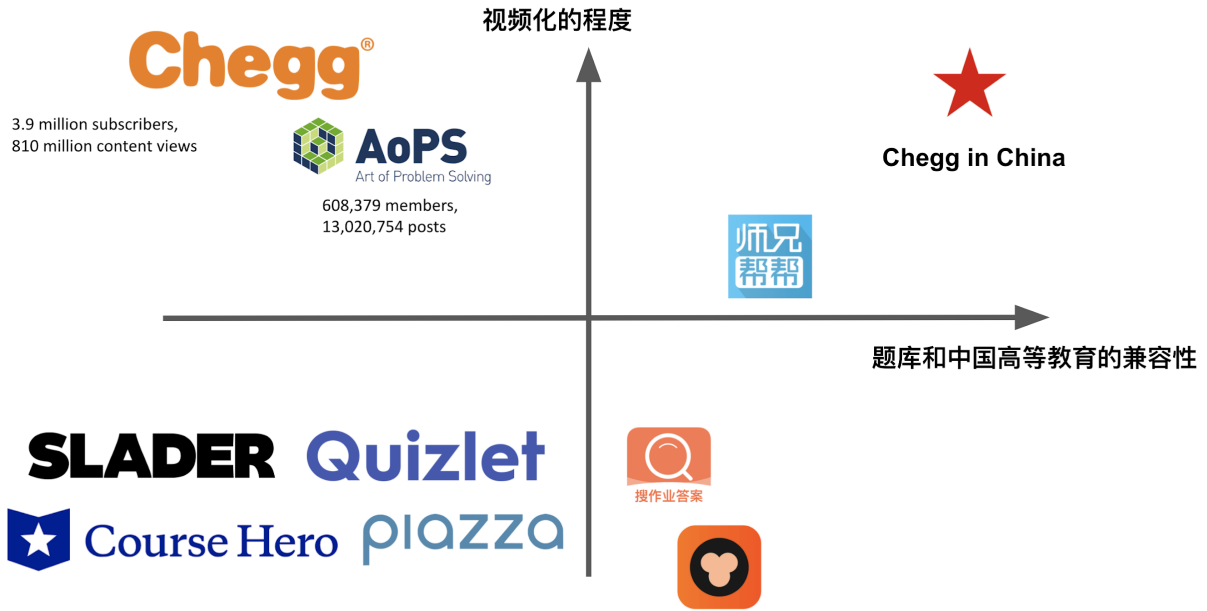 视频化的程度
Chegg®
3.9 million subscribers,
810 million content views
AoPS
Art of Problem Solving
608,379 members,
13,020,754 posts
Chegg in China
师兄
帮帮
题库和中国高等教育的兼容性
SLADER
Quizlet
Course Hero
piazza
搜作业答案